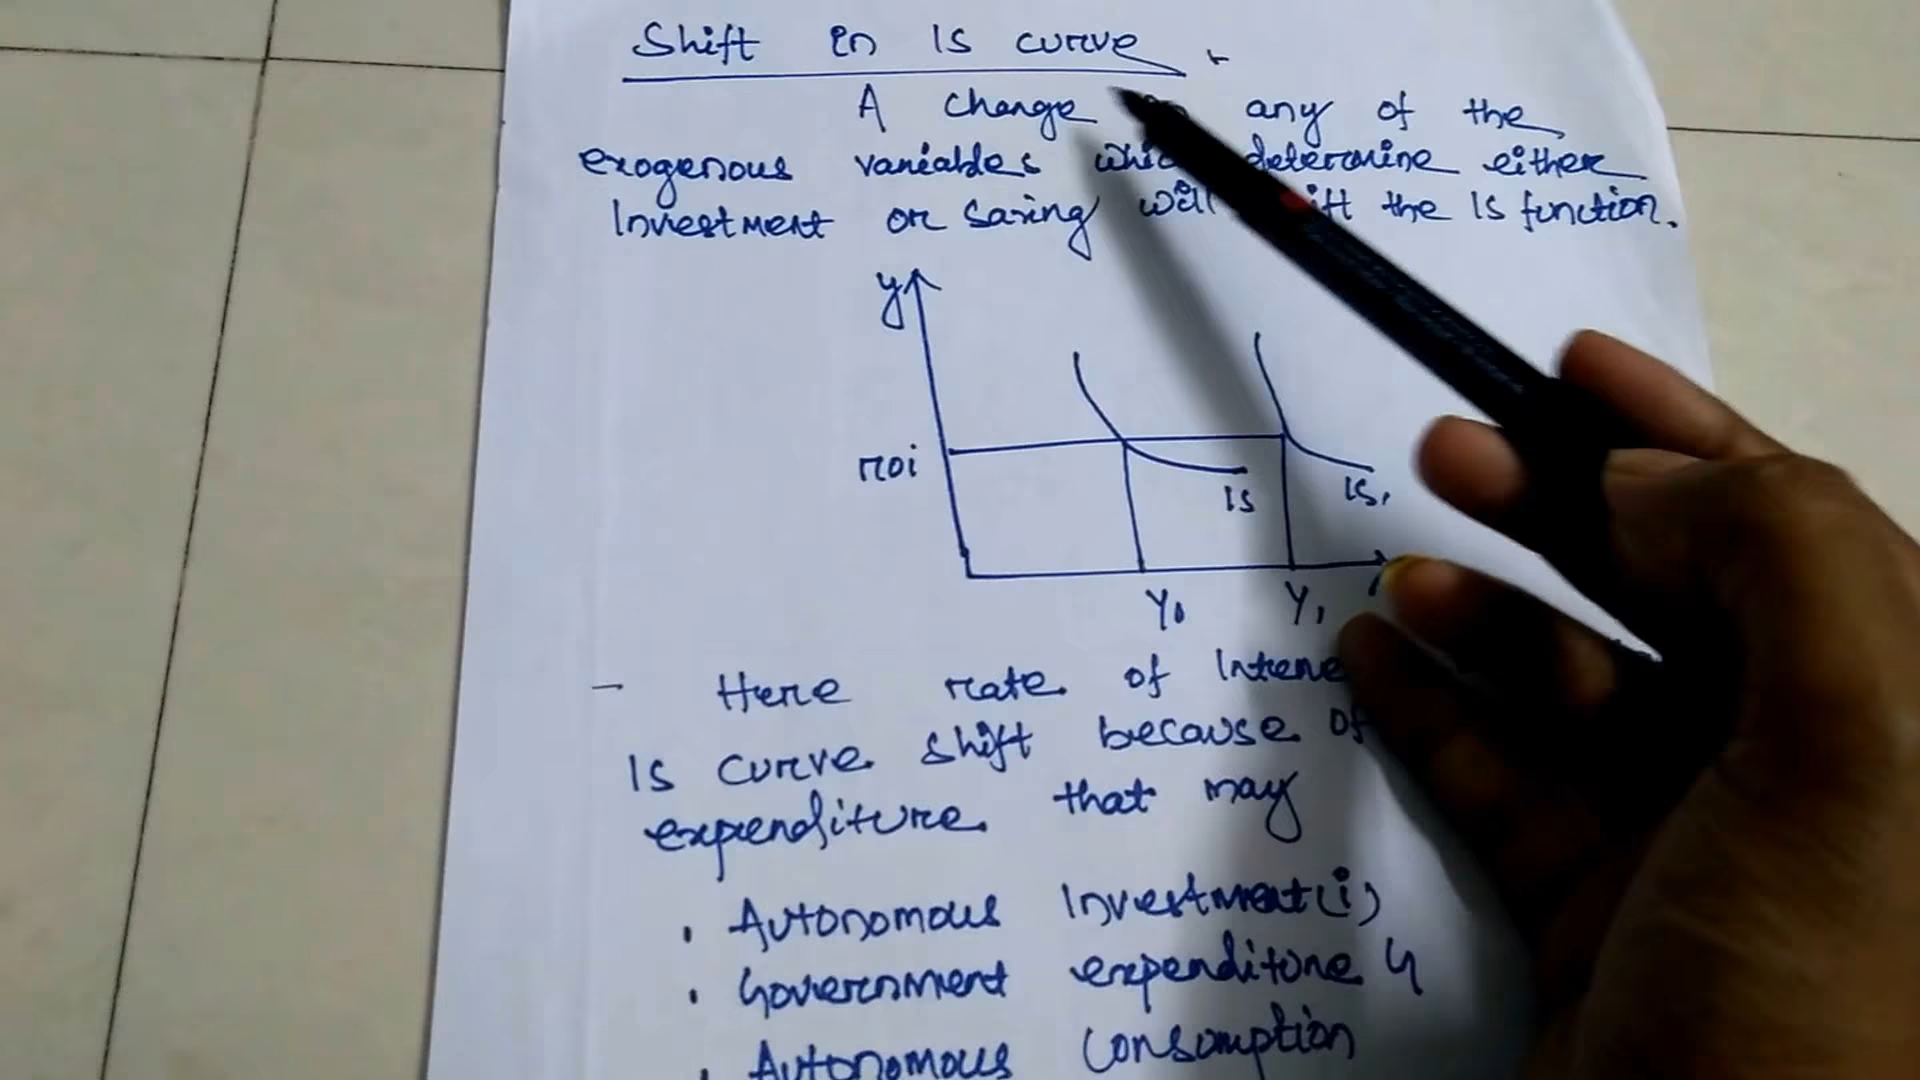 Shift in IS curve
A change any of the
exogenous variables which determine either
Investment or Saving will the IS function.
y
roi
IS
IS₁
Y₀ Y₁
- Here rate of
IS curve shift because of
expenditure that may
. Autonomous Investment (i)
. Government expenditure G
. Autonomous Consumption